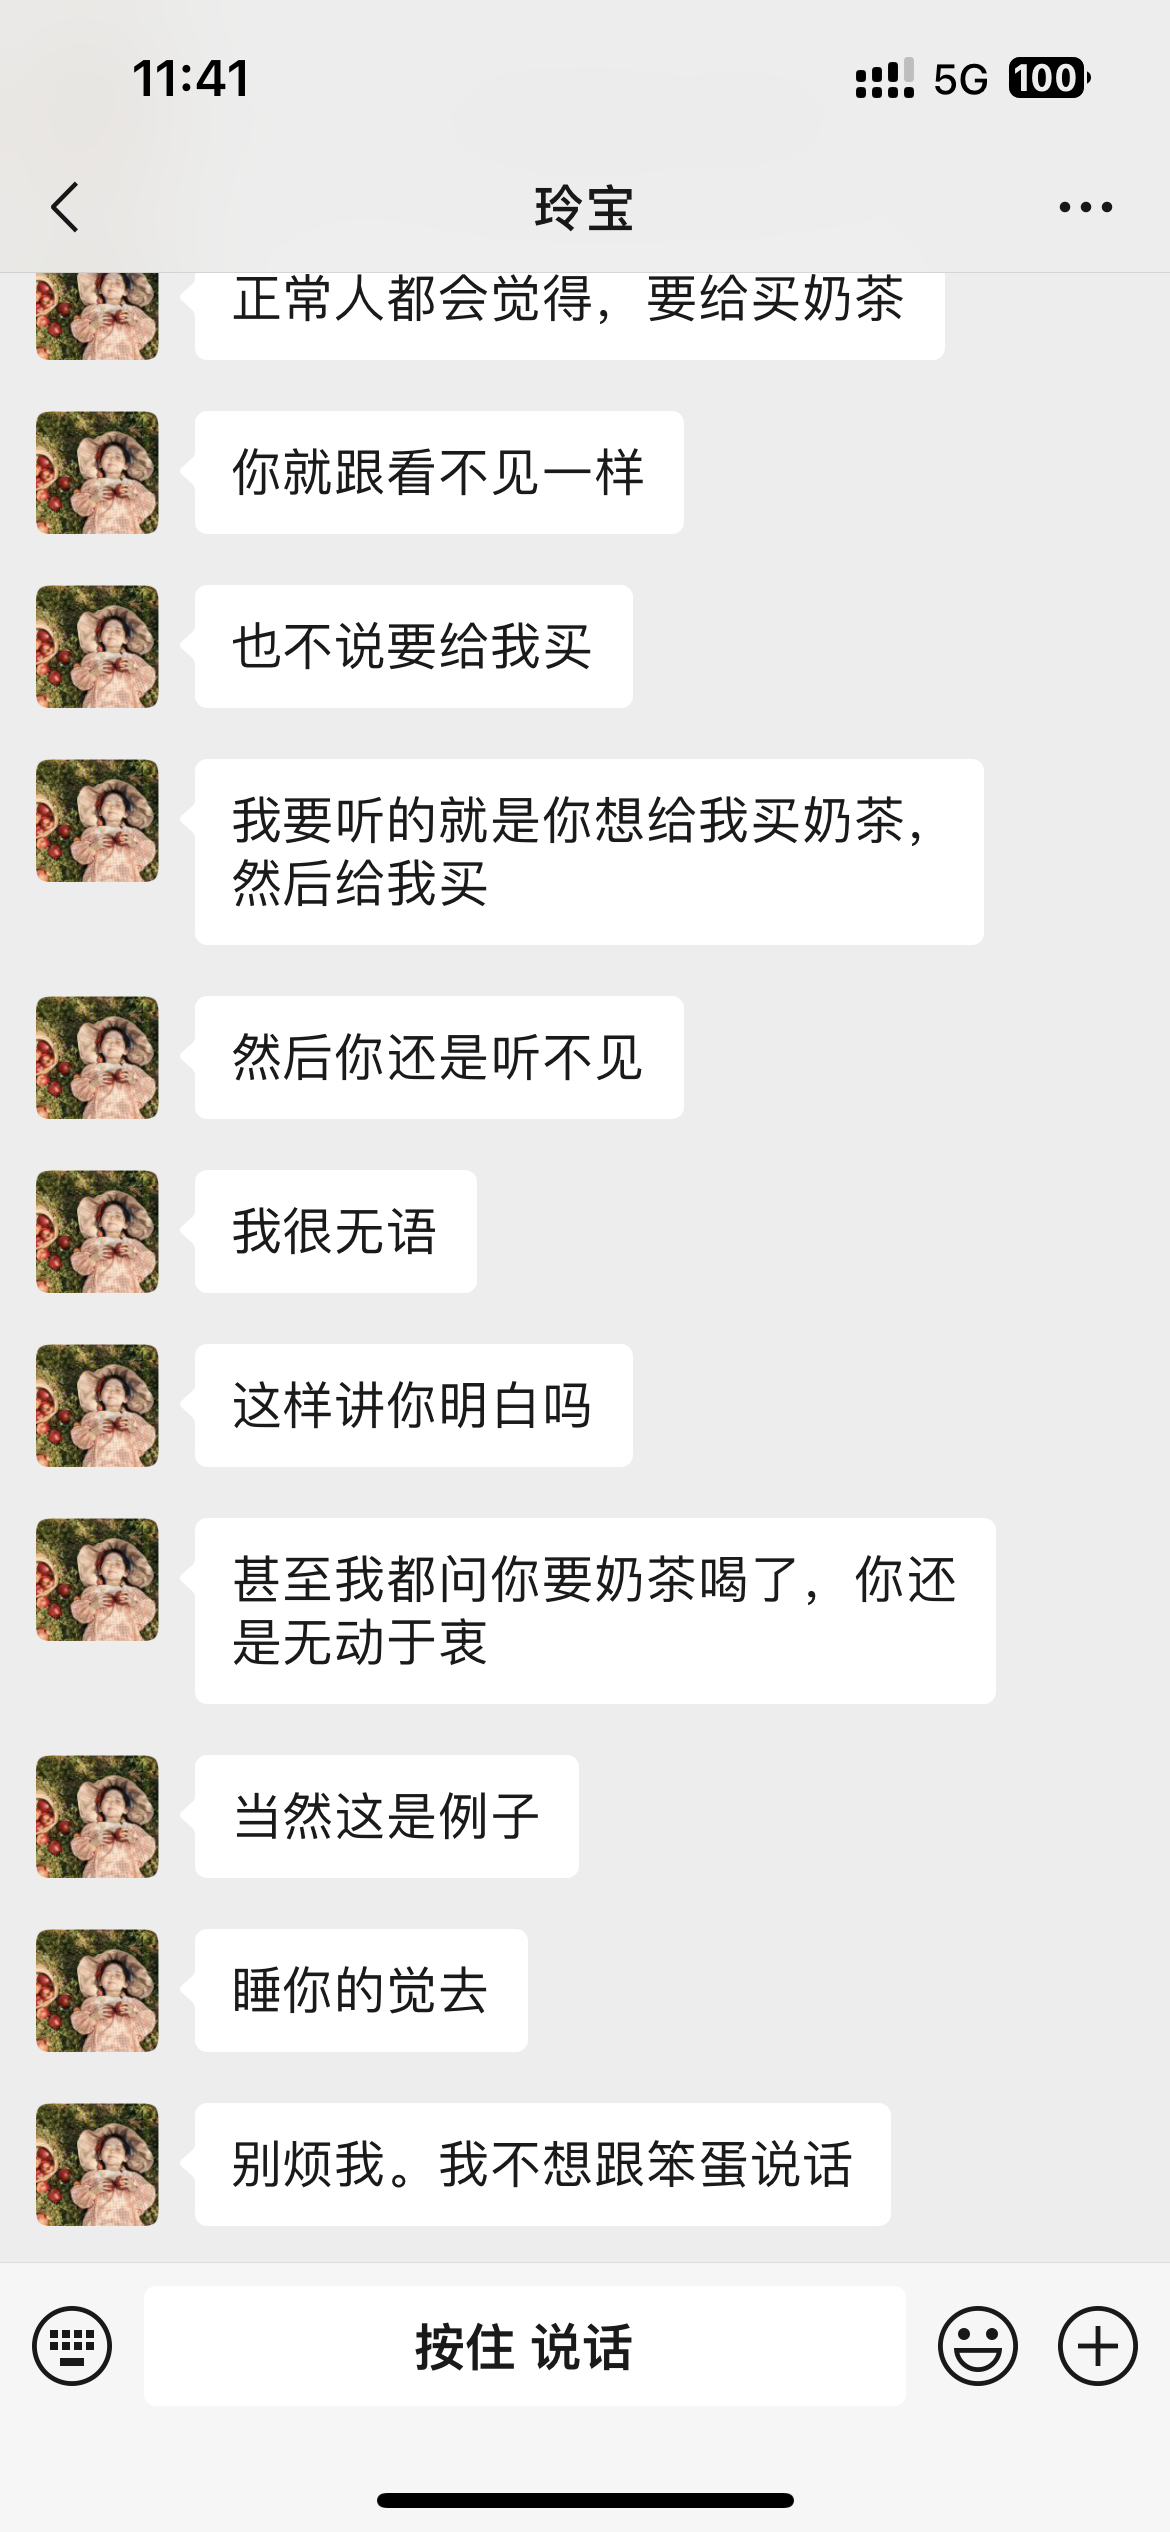 11:41
5G
100
玲宝
正常人都会觉得，要给买奶茶
你就跟看不见一样
也不说要给我买
我要听的就是你想给我买奶茶，
然后给我买
然后你还是听不见
我很无语
这样讲你明白吗
甚至我都问你要奶茶喝了，你还
是无动于衷
当然这是例子
睡你的觉去
别烦我。我不想跟笨蛋说话
按住 说话